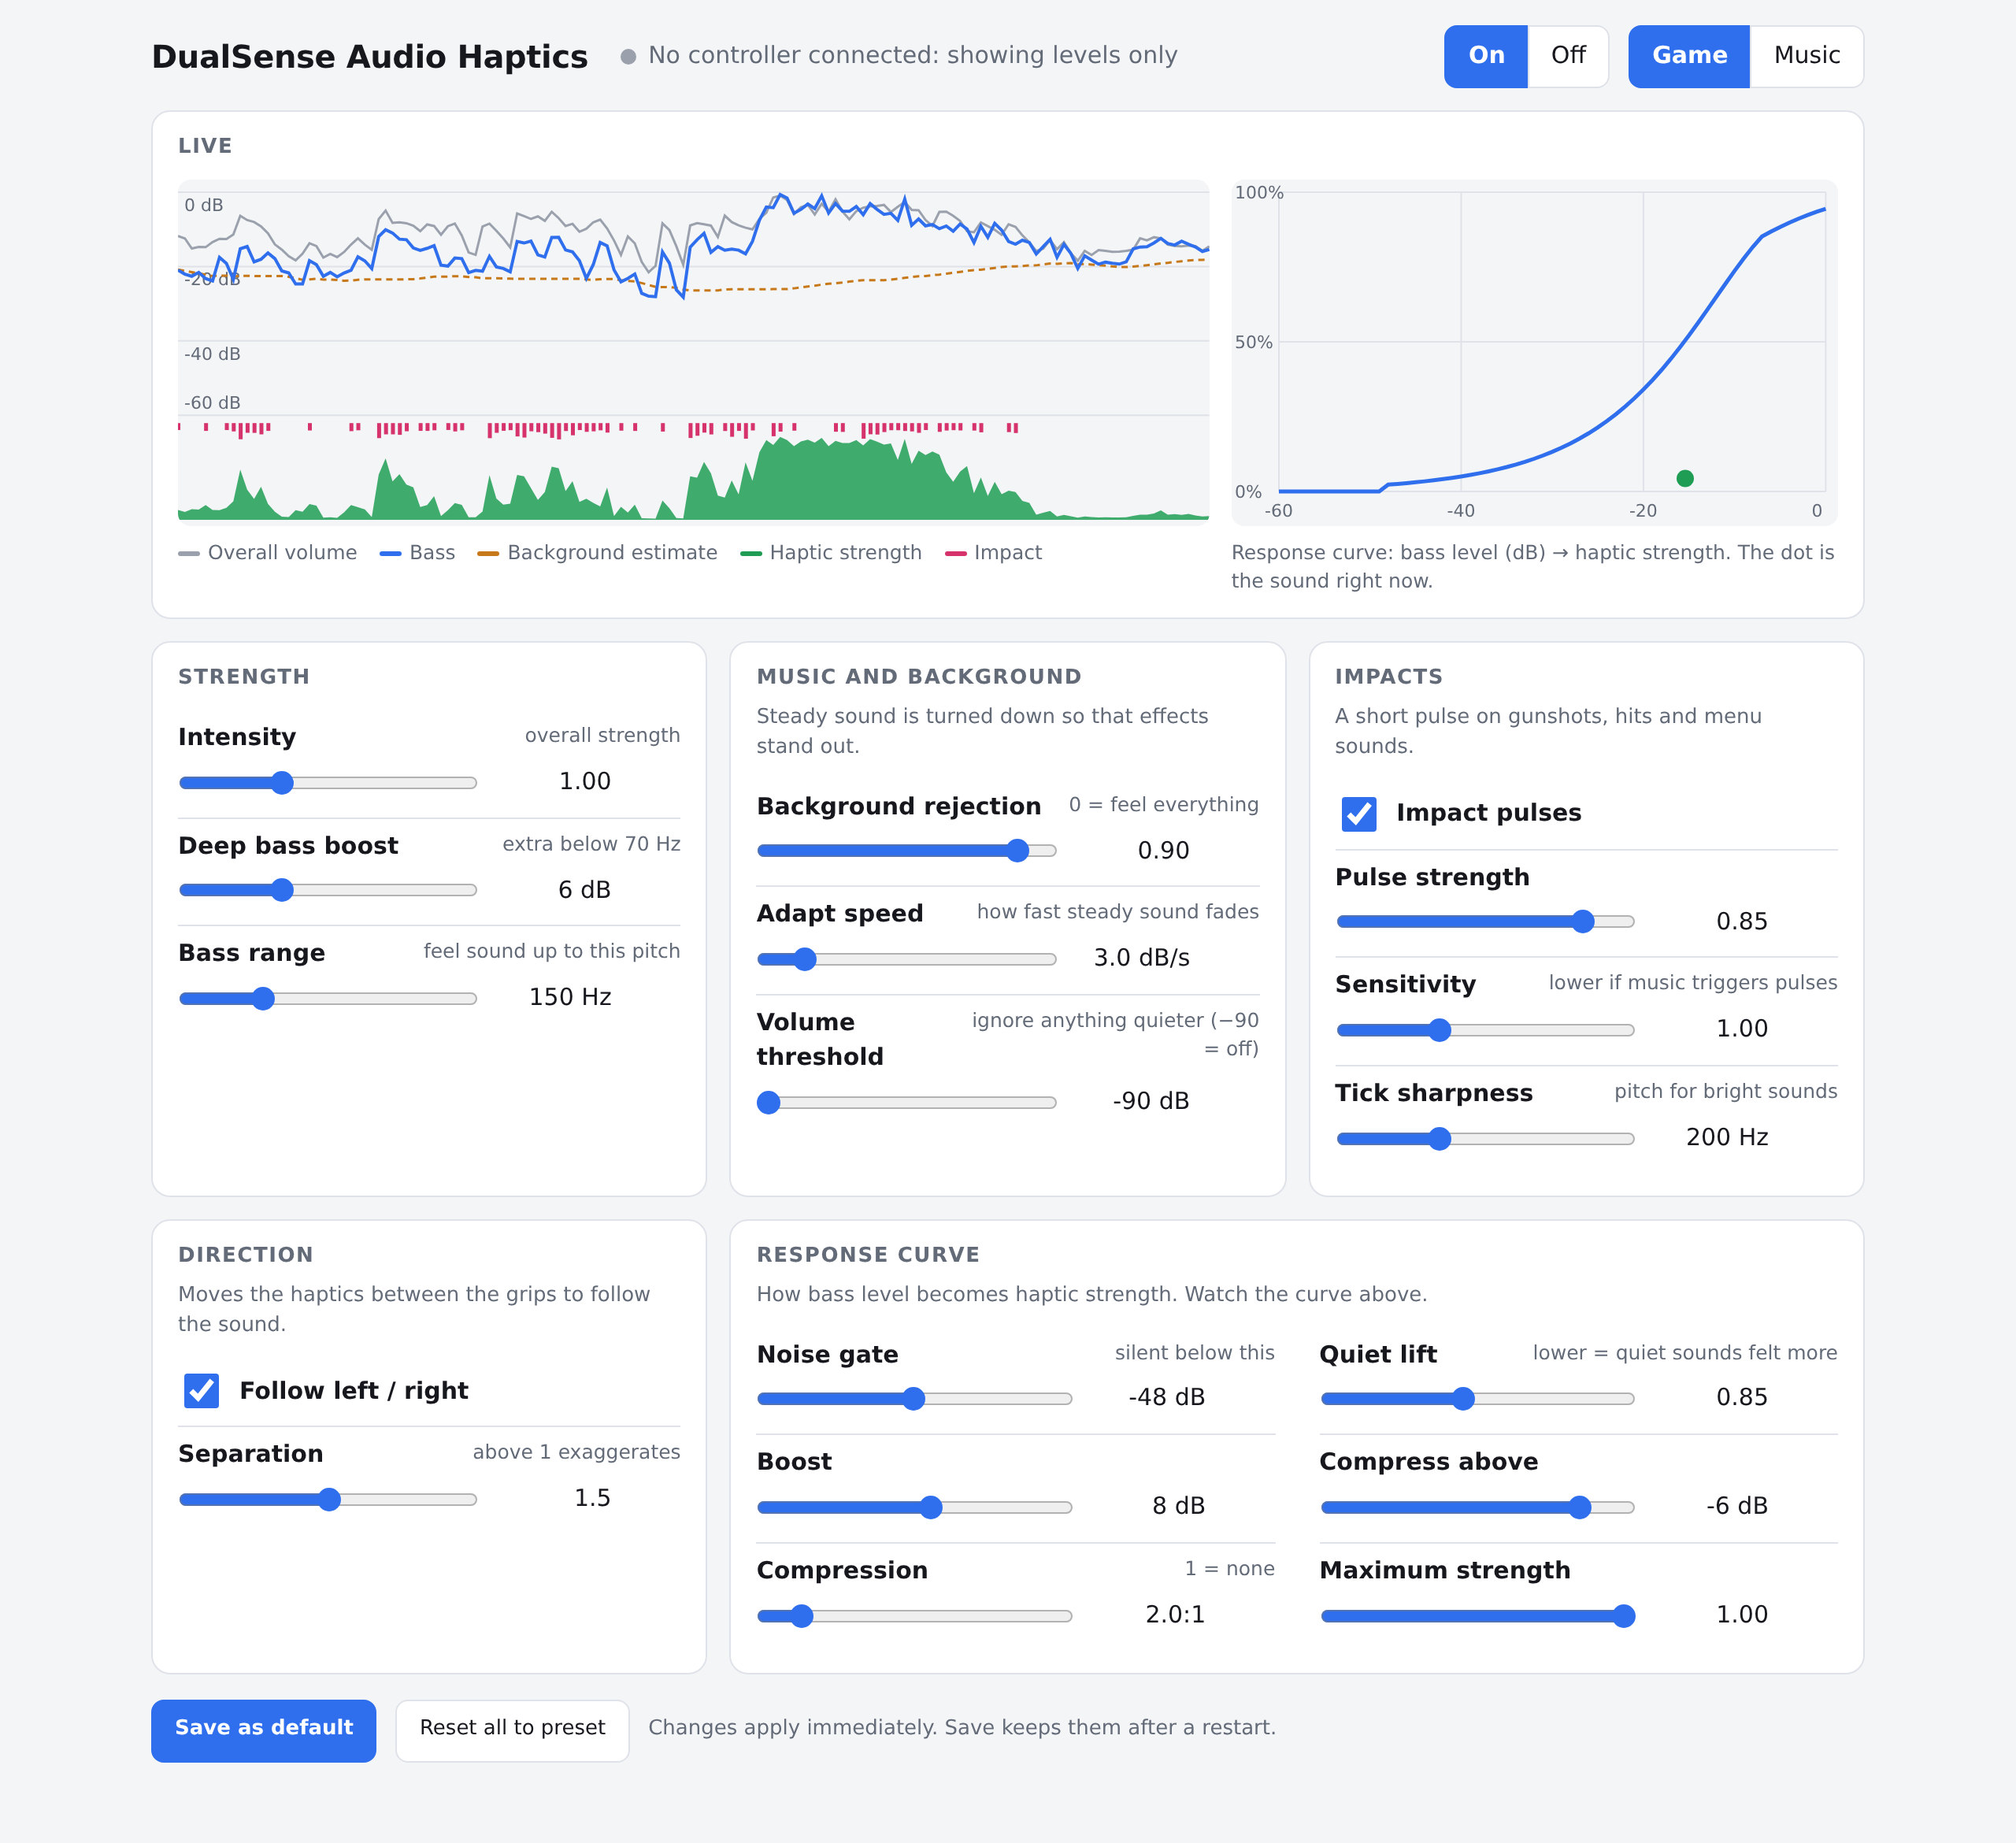 DualSense Audio Haptics
No controller connected: showing levels only
On Off Game Music
LIVE
0 dB
-20 dB
-40 dB
-60 dB
Overall volume Bass Background estimate Haptic strength Impact
100%
50%
0%
-60 -40 -20 0
Response curve: bass level (dB) → haptic strength. The dot is
the sound right now.
STRENGTH
Intensity overall strength
1.00
Deep bass boost extra below 70 Hz
6 dB
Bass range feel sound up to this pitch
150 Hz
MUSIC AND BACKGROUND
Steady sound is turned down so that effects
stand out.
Background rejection 0 = feel everything
0.90
Adapt speed how fast steady sound fades
3.0 dB/s
Volume
threshold
ignore anything quieter (−90
= off)
-90 dB
IMPACTS
A short pulse on gunshots, hits and menu
sounds.
Impact pulses
Pulse strength
0.85
Sensitivity lower if music triggers pulses
1.00
Tick sharpness pitch for bright sounds
200 Hz
DIRECTION
Moves the haptics between the grips to follow
the sound.
Follow left / right
Separation above 1 exaggerates
1.5
RESPONSE CURVE
How bass level becomes haptic strength. Watch the curve above.
Noise gate silent below this
-48 dB
Quiet lift lower = quiet sounds felt more
0.85
Boost
8 dB
Compress above
-6 dB
Compression 1 = none
2.0:1
Maximum strength
1.00
Save as default Reset all to preset Changes apply immediately. Save keeps them after a restart.